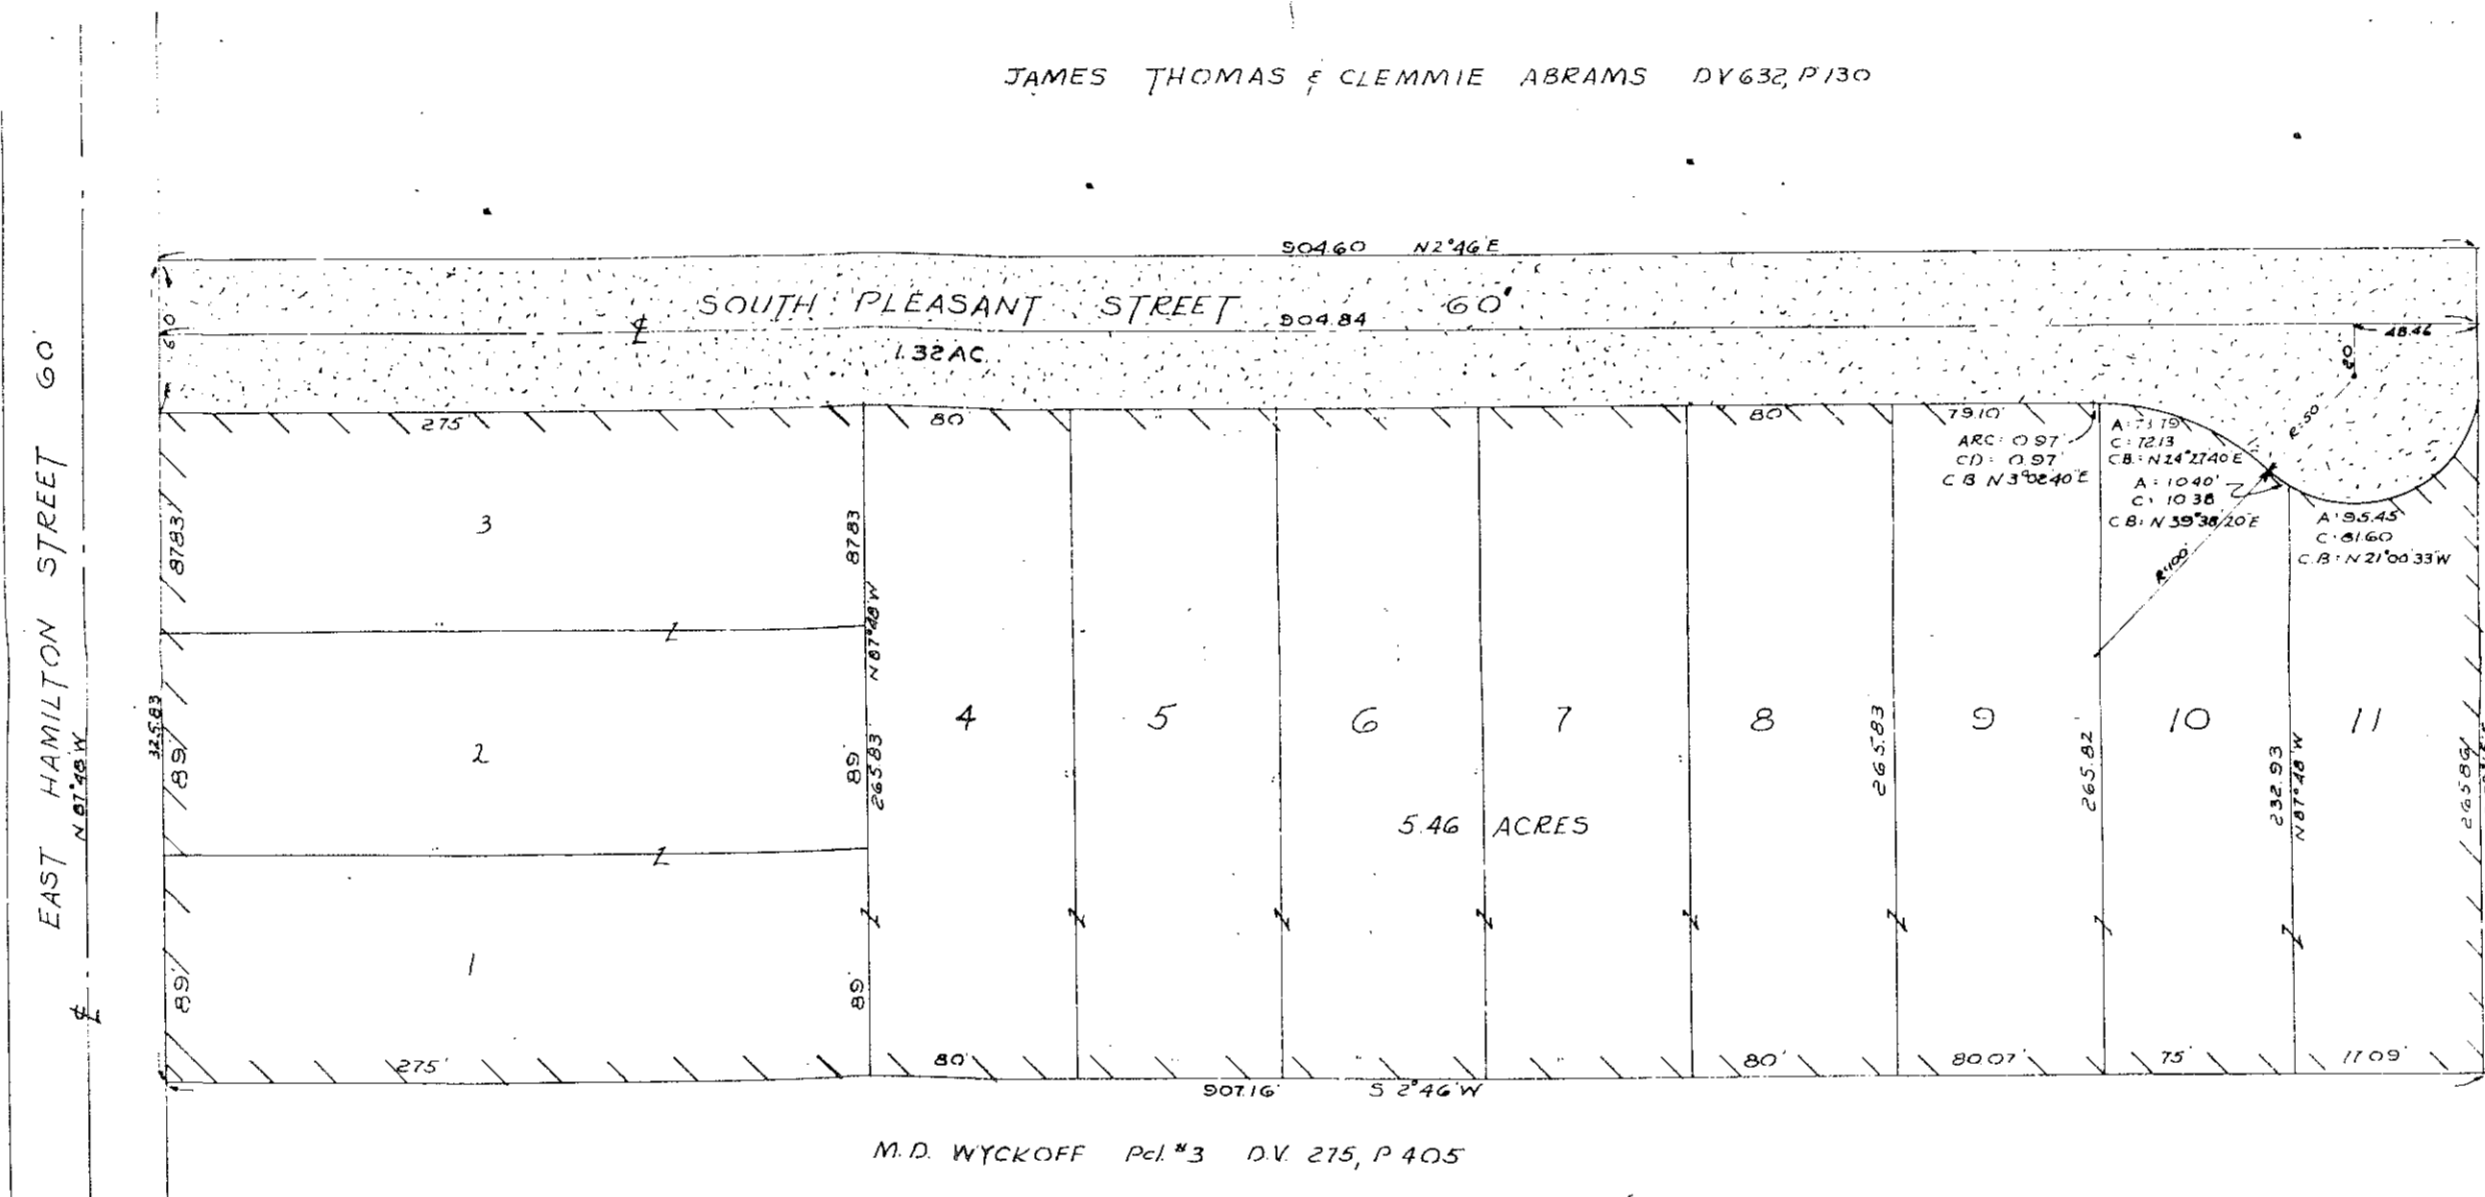 JAMES THOMAS & CLEMMIE ABRAMS DV 632, P 130
904.60 N 2° 46' E
SOUTH PLEASANT STREET 60'
904.84
1.32 AC.
60'
48.46
20'
R=50'
275'
80'
80'
79.10'
ARC: 0.97'
CD: 0.97'
CB N 3° 02' 40" E
A: 73.79'
C: 72.13
C.B.: N 24° 27' 40" E
A: 10.40'
C: 10.38
CB: N 39° 38' 20" E
A: 95.45'
C: 81.60
C.B: N 21° 00' 33" W
R=100'
EAST HAMILTON STREET 60'
N 87° 48' W
325.83
87.83'
3
87.83
N 87° 48' W
89'
2
89'
265.83
4
5
6
7
8
265.83
9
265.82'
10
232.93
N 87° 48' W
11
265.86'
5.46 ACRES
89'
1
89'
275'
80'
80'
80.07'
75'
71.09'
907.16' S 2° 46' W
M.D. WYCKOFF Pcl. #3 D.V. 275, P 405